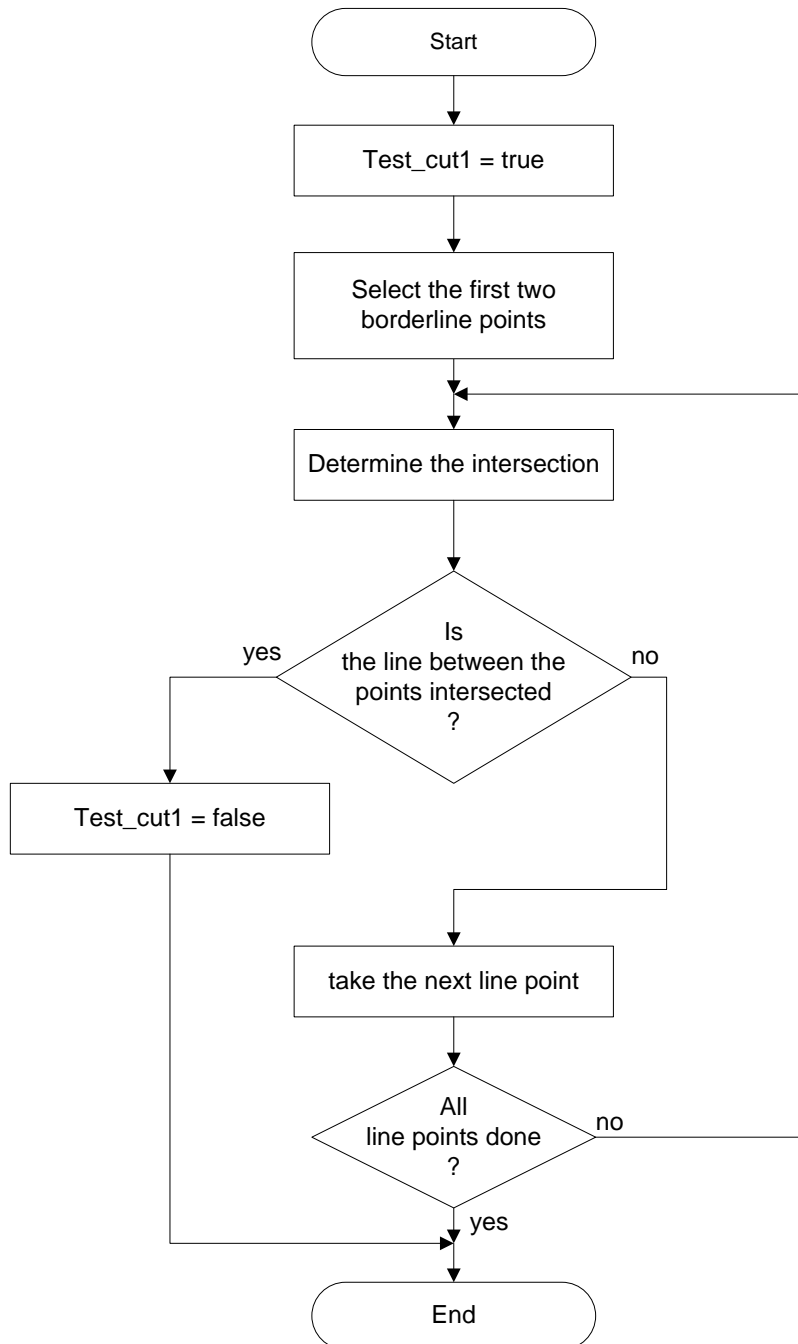 Start
Test_cut1 = true
Select the first two
borderline points
Determine the intersection
Is
the line between the
points intersected
?
yes
no
Test_cut1 = false
take the next line point
All
line points done
?
no
yes
End